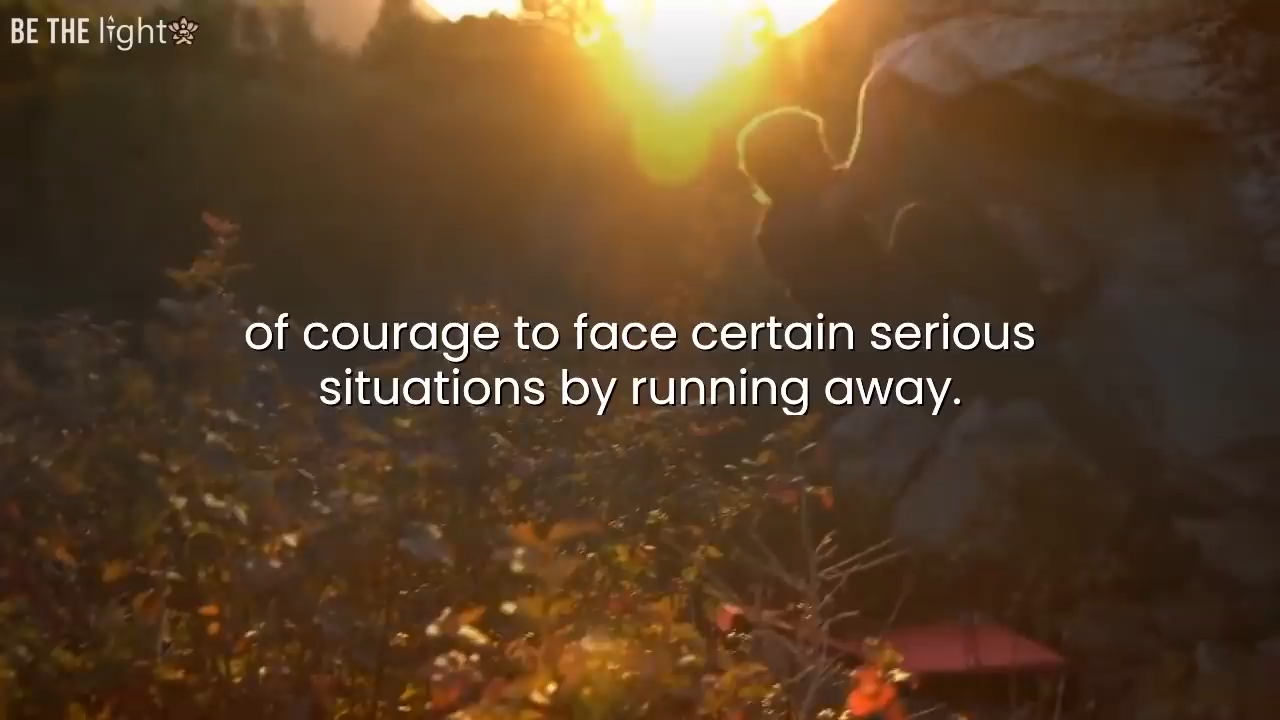 BE THE light
of courage to face certain serious
situations by running away.